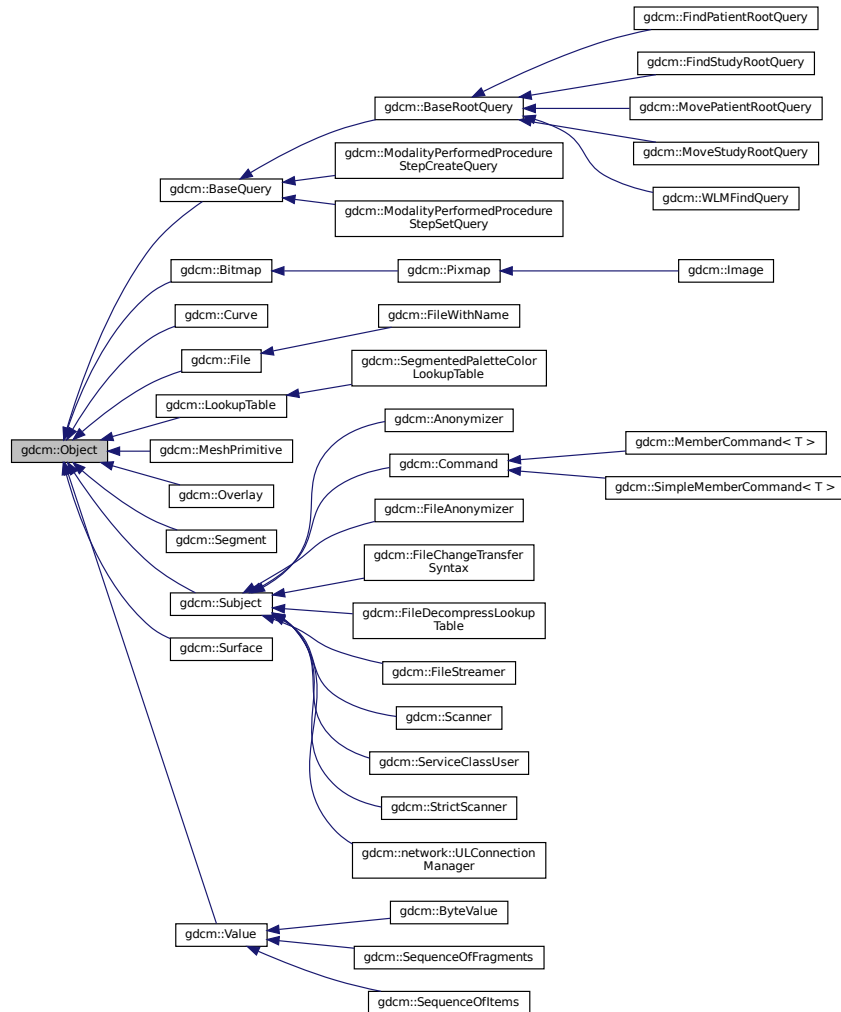 gdcm::FindPatientRootQuery
gdcm::FindStudyRootQuery
gdcm::BaseRootQuery
gdcm::MovePatientRootQuery
gdcm::ModalityPerformedProcedure
StepCreateQuery
gdcm::MoveStudyRootQuery
gdcm::BaseQuery
gdcm::WLMFindQuery
gdcm::ModalityPerformedProcedure
StepSetQuery
gdcm::Bitmap
gdcm::Pixmap
gdcm::Image
gdcm::Curve
gdcm::FileWithName
gdcm::File
gdcm::SegmentedPaletteColor
LookupTable
gdcm::LookupTable
gdcm::Anonymizer
gdcm::Object
gdcm::MeshPrimitive
gdcm::MemberCommand< T >
gdcm::Command
gdcm::SimpleMemberCommand< T >
gdcm::Overlay
gdcm::FileAnonymizer
gdcm::Segment
gdcm::FileChangeTransfer
Syntax
gdcm::Subject
gdcm::FileDecompressLookup
Table
gdcm::Surface
gdcm::FileStreamer
gdcm::Scanner
gdcm::ServiceClassUser
gdcm::StrictScanner
gdcm::network::ULConnection
Manager
gdcm::ByteValue
gdcm::Value
gdcm::SequenceOfFragments
gdcm::SequenceOfItems